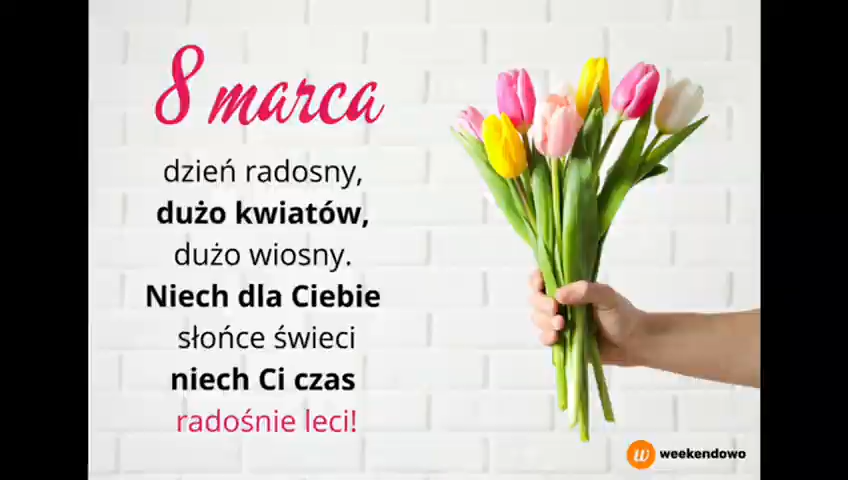 8 marca
dzień radosny,
dużo kwiatów,
dużo wiosny.
Niech dla Ciebie
słońce świeci
niech Ci czas
radośnie leci!
w weekendowo